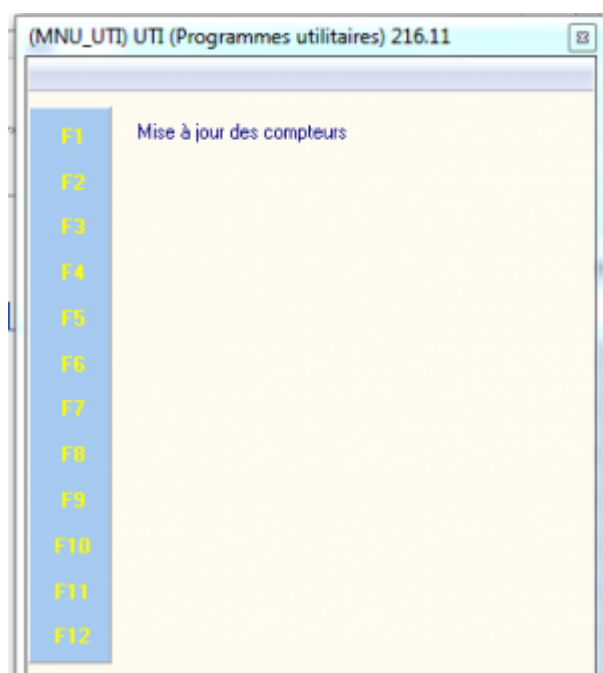 (MNU_UTI) UTI (Programmes utilitaires) 216.11
F1 Mise à jour des compteurs
F2
F3
F4
F5
F6
F7
F8
F9
F10
F11
F12